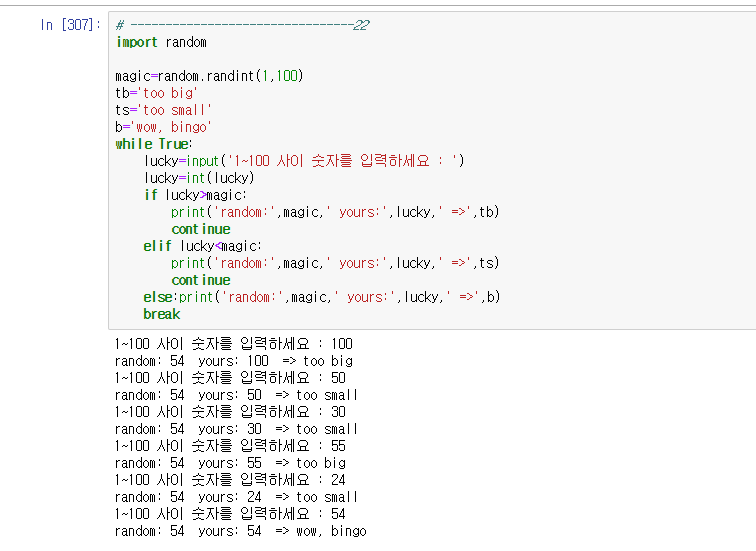 In [307]:
# --------------------------------22
import random
magic=random.randint(1,100)
tb='too big'
ts='too small'
b='wow, bingo'
while True:
    lucky=input('1~100 사이 숫자를 입력하세요 : ')
    lucky=int(lucky)
    if lucky>magic:
        print('random:',magic,' yours:',lucky,' =>',tb)
        continue
    elif lucky<magic:
        print('random:',magic,' yours:',lucky,' =>',ts)
        continue
    else:print('random:',magic,' yours:',lucky,' =>',b)
    break
1~100 사이 숫자를 입력하세요 : 100
random: 54  yours: 100  => too big
1~100 사이 숫자를 입력하세요 : 50
random: 54  yours: 50  => too small
1~100 사이 숫자를 입력하세요 : 30
random: 54  yours: 30  => too small
1~100 사이 숫자를 입력하세요 : 55
random: 54  yours: 55  => too big
1~100 사이 숫자를 입력하세요 : 24
random: 54  yours: 24  => too small
1~100 사이 숫자를 입력하세요 : 54
random: 54  yours: 54  => wow, bingo